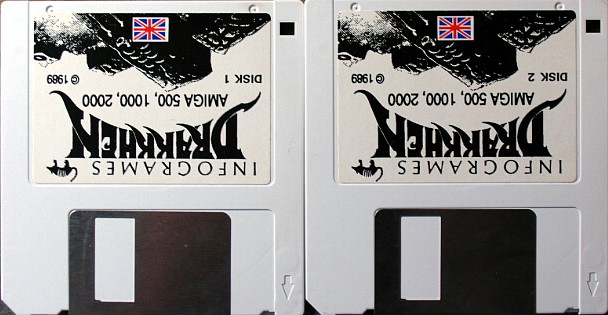 INFOGRAMES
DRAKKHEN
AMIGA 500, 1000, 2000
DISK 1
© 1989
INFOGRAMES
DRAKKHEN
AMIGA 500, 1000, 2000
DISK 2
© 1989